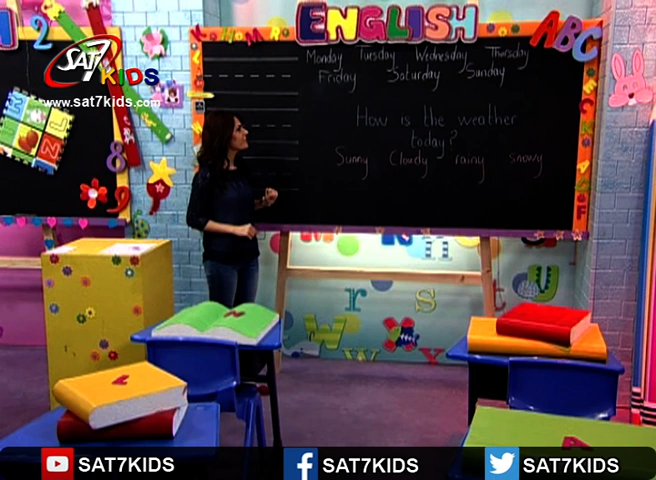 SAT7
KIDS
www.sat7kids.com
ENGLISH
ABC
Monday Tuesday Wednesday Thursday
Friday Saturday Sunday
How is the weather
today?
Sunny Cloudy rainy snowy
SAT7KIDS
SAT7KIDS
SAT7KIDS